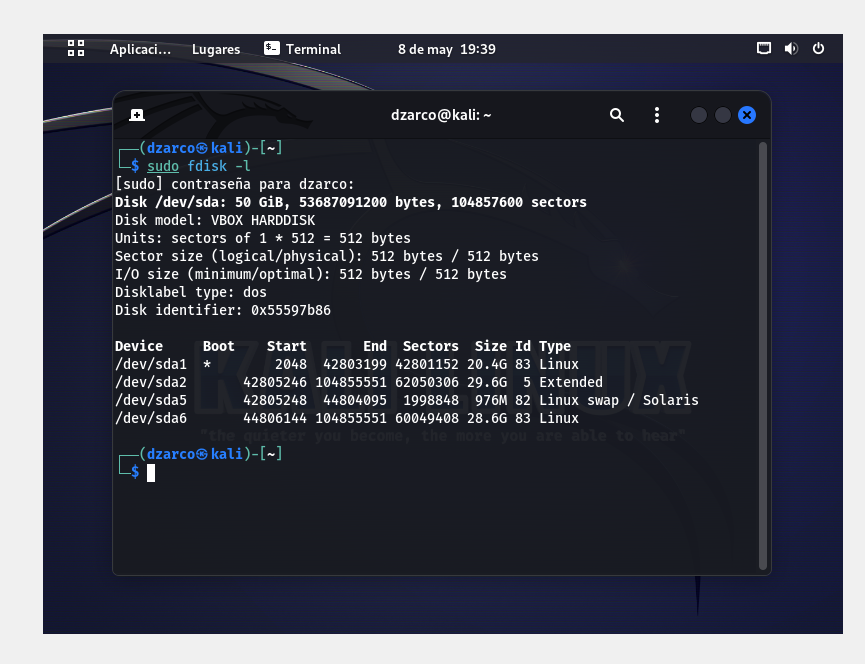 Aplicaci... Lugares Terminal 8 de may 19:39
dzarco@kali: ~
(dzarco㉿kali)-[~]
$ sudo fdisk -l
[sudo] contraseña para dzarco:
Disk /dev/sda: 50 GiB, 53687091200 bytes, 104857600 sectors
Disk model: VBOX HARDDISK
Units: sectors of 1 * 512 = 512 bytes
Sector size (logical/physical): 512 bytes / 512 bytes
I/O size (minimum/optimal): 512 bytes / 512 bytes
Disklabel type: dos
Disk identifier: 0x55597b86
Device     Boot    Start       End  Sectors  Size Id Type
/dev/sda1  *        2048  42803199 42801152 20.4G 83 Linux
/dev/sda2       42805246 104855551 62050306 29.6G  5 Extended
/dev/sda5       42805248  44804095  1998848  976M 82 Linux swap / Solaris
/dev/sda6       44806144 104855551 60049408 28.6G 83 Linux
KALI LINUX
"the quieter you become, the more you are able to hear"
(dzarco㉿kali)-[~]
$